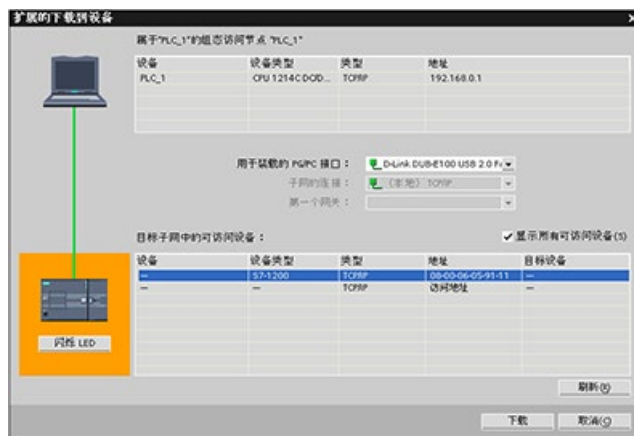 扩展的下载到设备
属于"PLC_1"的组态访问节点 "PLC_1"
设备 设备类型 类型 地址
PLC_1 CPU 1214C DC/D... TCP/IP 192.168.0.1
用于装载的 PG/PC 接口：
D-Link DUB-E100 USB 2.0 Fa
子网的连接：
（本地） TCP/IP
第一个网关：
目标子网中的可访问设备：
显示所有可访问设备(S)
设备 设备类型 类型 地址 目标设备
— S7-1200 TCP/IP 08-00-06-05-91-11 —
— — TCP/IP 访问地址 —
闪烁 LED
刷新(R)
下载 取消(C)